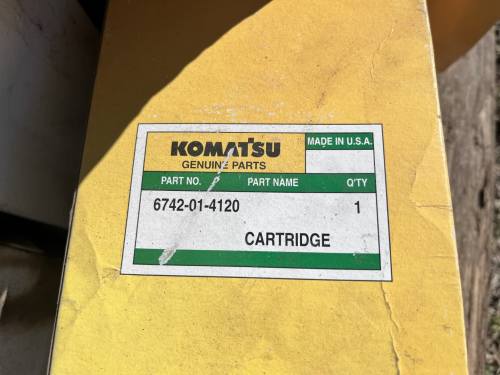 KOMATSU
GENUINE PARTS
MADE IN U.S.A.
PART NO. PART NAME Q'TY
6742-01-4120 1
CARTRIDGE